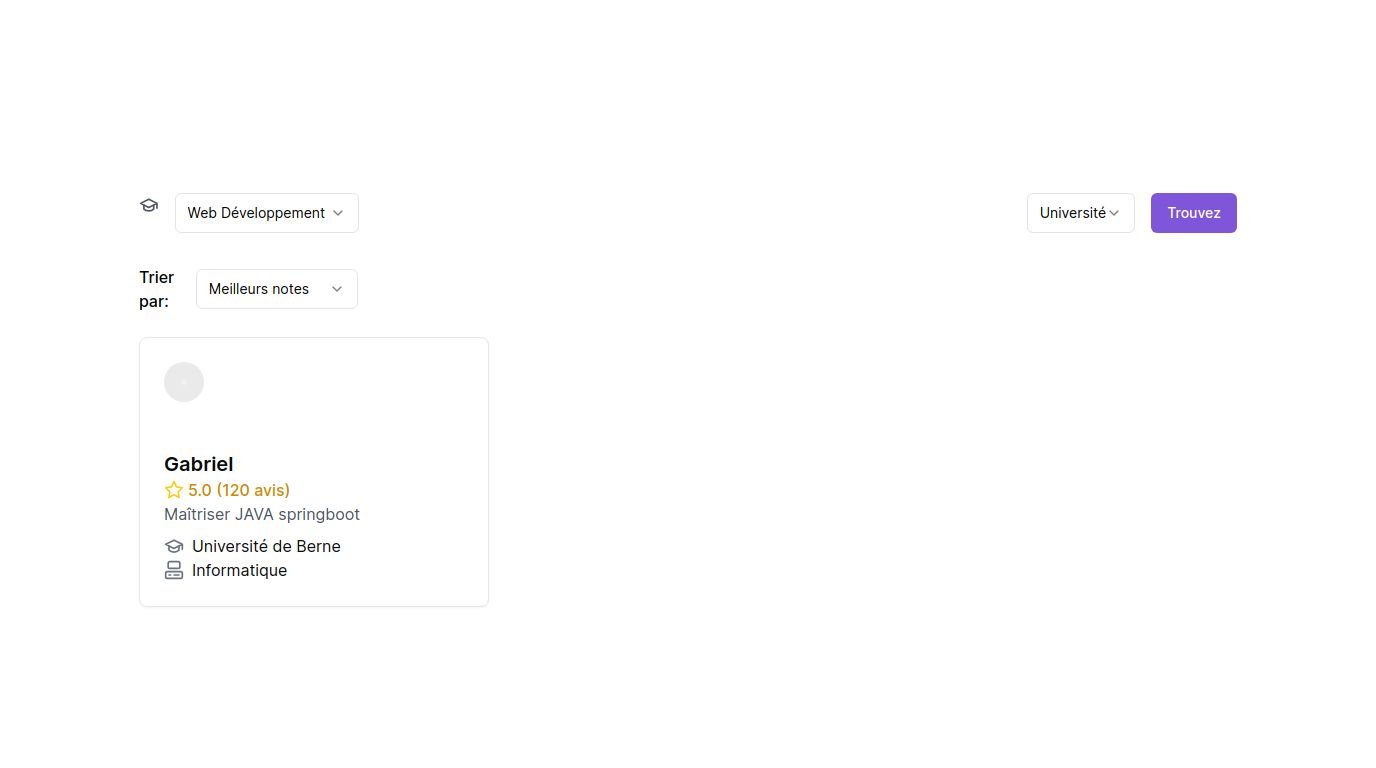 Web Développement
Université
Trouvez
Trier
par:
Meilleurs notes
Gabriel
5.0 (120 avis)
Maîtriser JAVA springboot
Université de Berne
Informatique